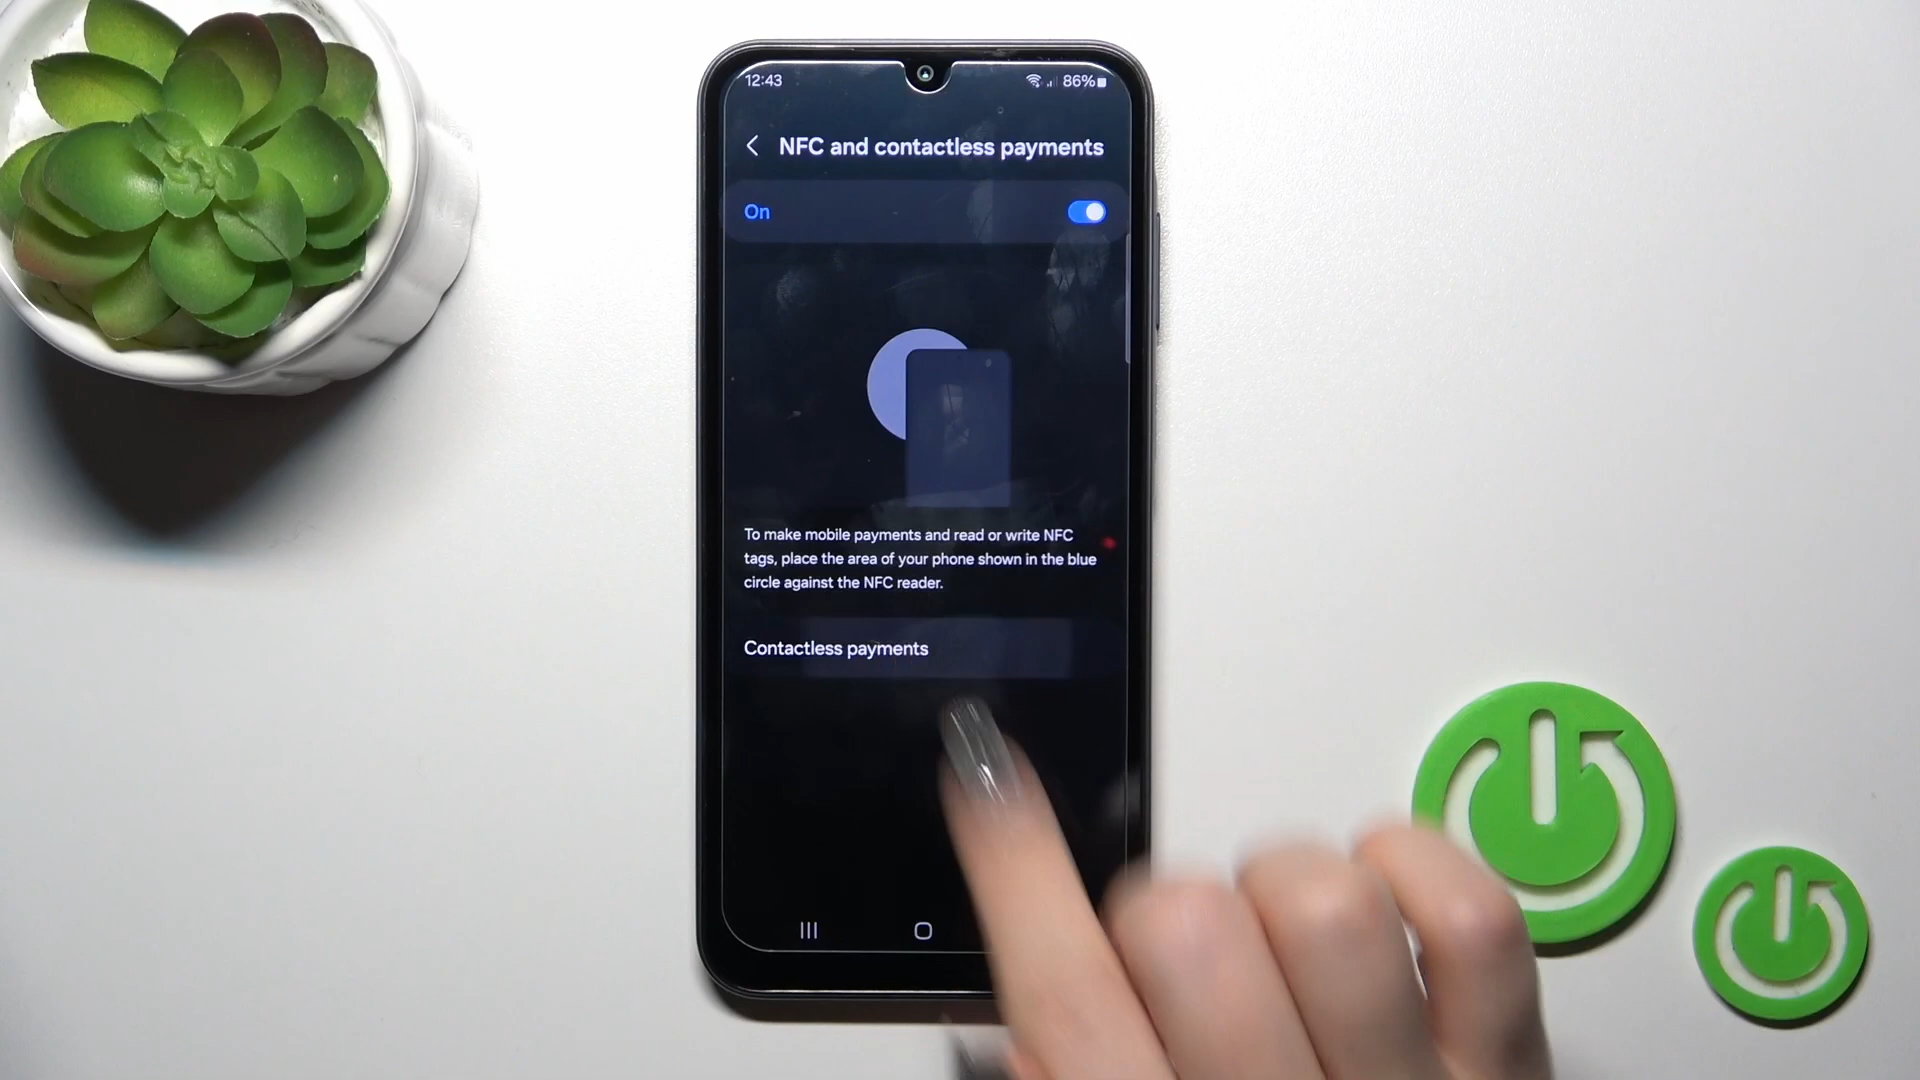 12:43
86%
NFC and contactless payments
On
To make mobile payments and read or write NFC
tags, place the area of your phone shown in the blue
circle against the NFC reader.
Contactless payments